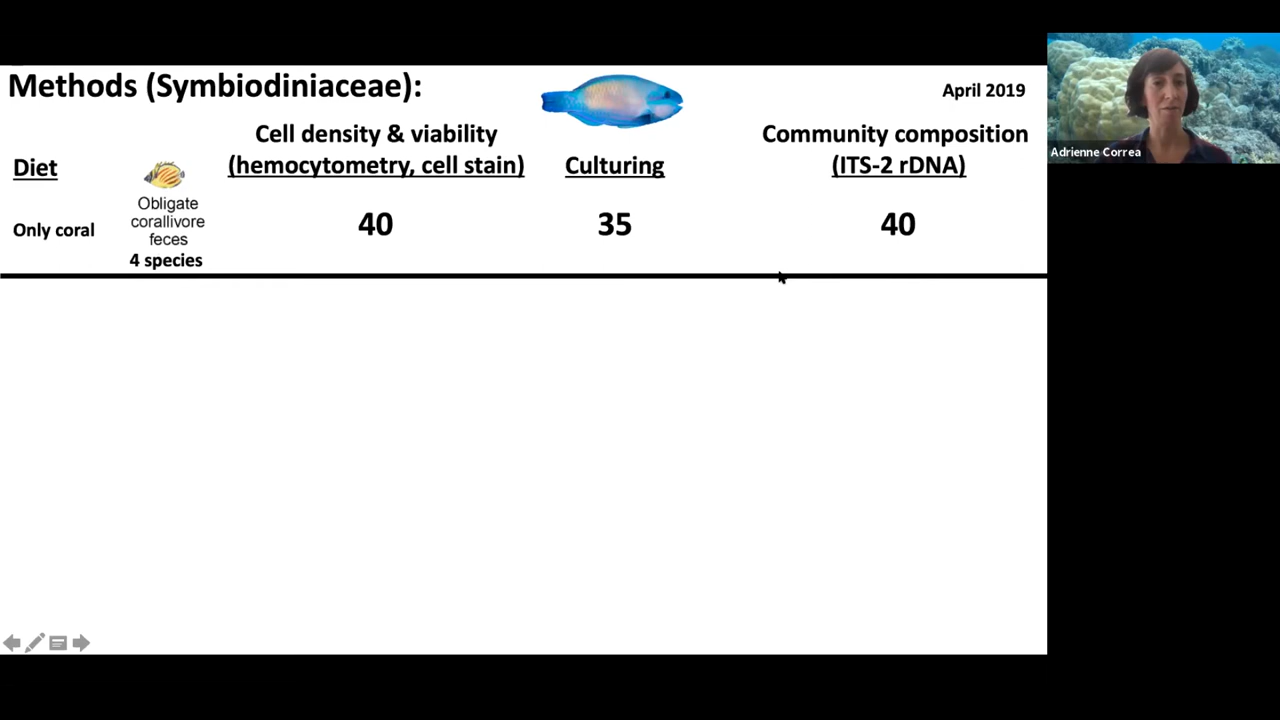 Methods (Symbiodiniaceae):
April 2019
Adrienne Correa
Diet
Cell density & viability
(hemocytometry, cell stain)
Culturing
Community composition
(ITS-2 rDNA)
Only coral
Obligate
corallivore
feces
4 species
40
35
40